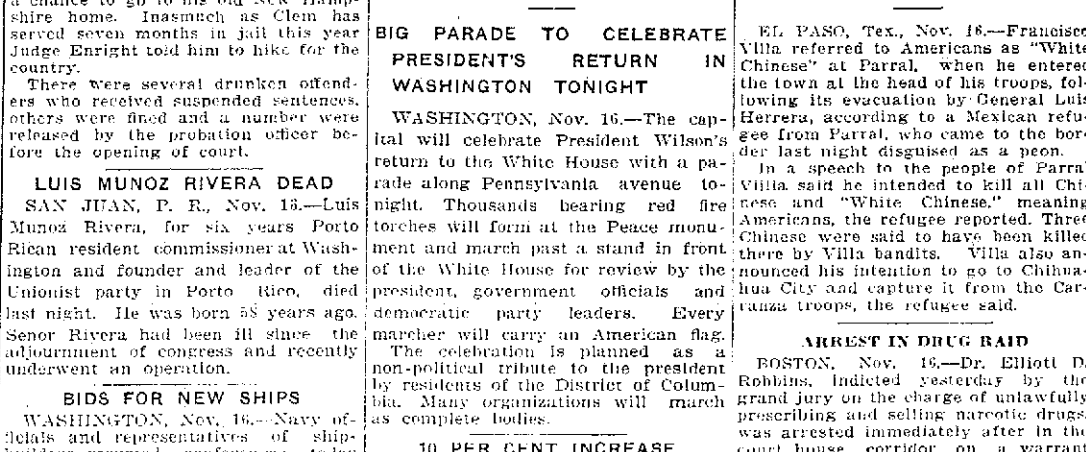 a chance to go to his old New Hamp-
shire home. Inasmuch as Clem has
served seven months in jail this year
Judge Enright told him to hike for the
country.
There were several drunken offend-
ers who received suspended sentences,
others were fined and a number were
released by the probation officer be-
fore the opening of court.
LUIS MUNOZ RIVERA DEAD
SAN JUAN, P. R., Nov. 16.—Luis
Munoz Rivera, for six years Porto
Rican resident commissioner at Wash-
ington and founder and leader of the
Unionist party in Porto Rico, died
last night. He was born 58 years ago.
Senor Rivera had been ill since the
adjournment of congress and recently
underwent an operation.
BIDS FOR NEW SHIPS
WASHINGTON, Nov. 16.—Navy of-
ficials and representatives of ship-
BIG PARADE TO CELEBRATE
PRESIDENT'S RETURN IN
WASHINGTON TONIGHT
WASHINGTON, Nov. 16.—The cap-
ital will celebrate President Wilson's
return to the White House with a pa-
rade along Pennsylvania avenue to-
night. Thousands bearing red fire
torches will form at the Peace monu-
ment and march past a stand in front
of the White House for review by the
president, government officials and
democratic party leaders. Every
marcher will carry an American flag.
The celebration is planned as a
non-political tribute to the president
by residents of the District of Colum-
bia. Many organizations will march
as complete bodies.
10 PER CENT INCREASE
EL PASO, Tex., Nov. 16.—Francisco
Villa referred to Americans as "White
Chinese" at Parral, when he entered
the town at the head of his troops, fol-
lowing its evacuation by General Luis
Herrera, according to a Mexican refu-
gee from Parral, who came to the bor-
der last night disguised as a peon.
In a speech to the people of Parral
Villa said he intended to kill all Chi-
nese and "White Chinese," meaning
Americans, the refugee reported. Three
Chinese were said to have been killed
there by Villa bandits. Villa also an-
nounced his intention to go to Chihua-
hua City and capture it from the Car-
ranza troops, the refugee said.
ARREST IN DRUG RAID
BOSTON, Nov. 16.—Dr. Elliott D.
Robbins, indicted yesterday by the
grand jury on the charge of unlawfully
prescribing and selling narcotic drugs,
was arrested immediately after in the
court house corridor on a warrant